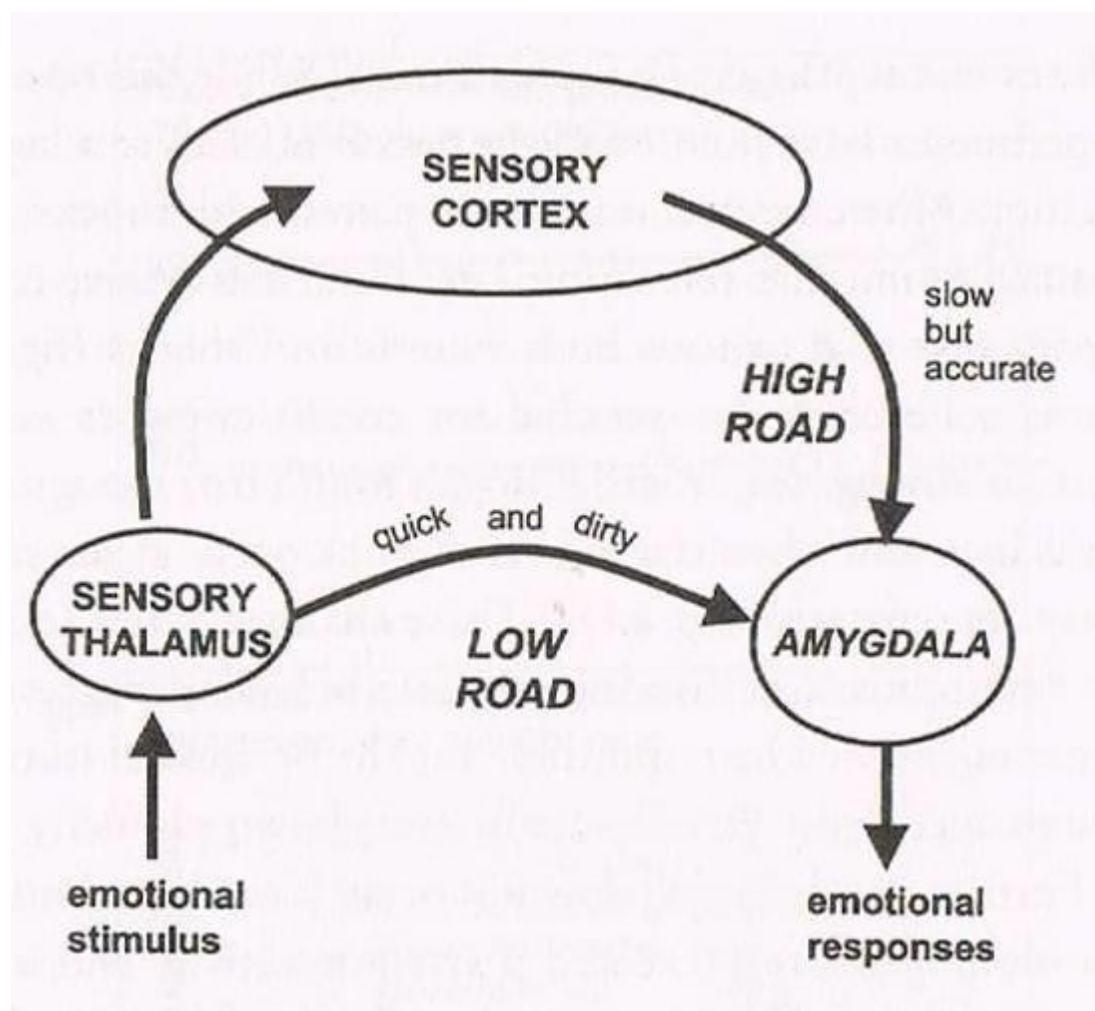 SENSORY
CORTEX
slow
but
accurate
HIGH
ROAD
quick and dirty
SENSORY
THALAMUS
LOW
ROAD
AMYGDALA
emotional
stimulus
emotional
responses